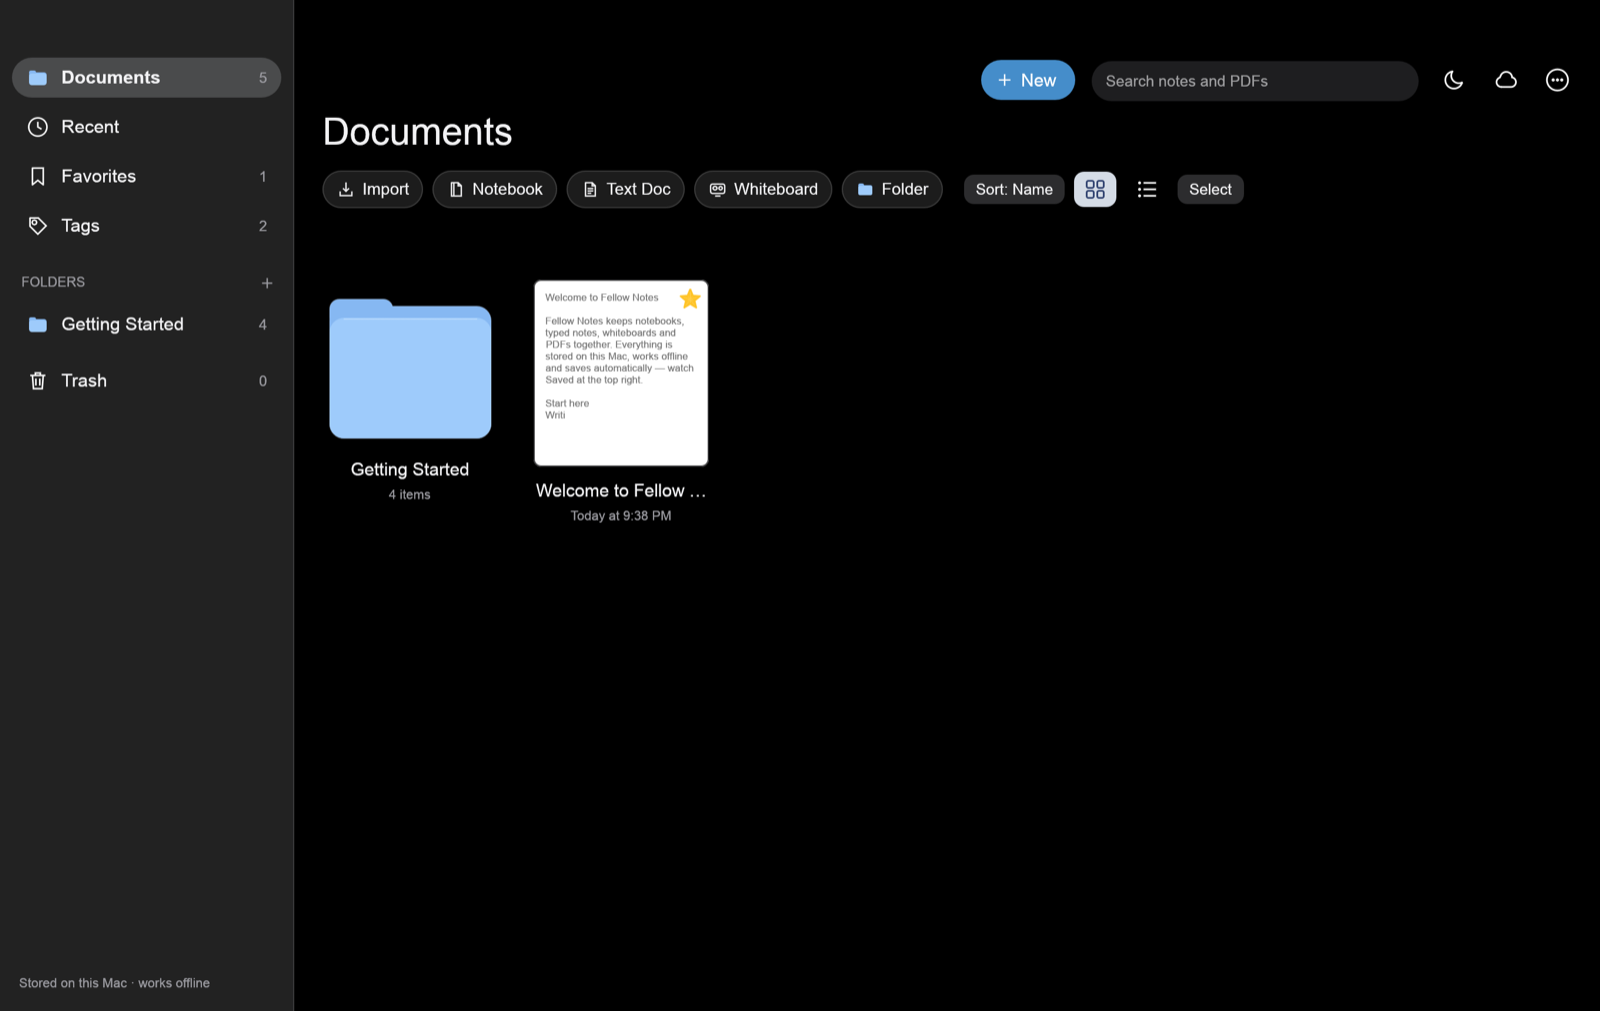 Documents 5
Recent
Favorites 1
Tags 2
FOLDERS +
Getting Started 4
Trash 0
Stored on this Mac · works offline
+ New
Search notes and PDFs
Documents
Import
Notebook
Text Doc
Whiteboard
Folder
Sort: Name
Select
Getting Started
4 items
Welcome to Fellow Notes
Fellow Notes keeps notebooks,
typed notes, whiteboards and
PDFs together. Everything is
stored on this Mac, works offline
and saves automatically — watch
Saved at the top right.
Start here
Writi
Welcome to Fellow …
Today at 9:38 PM